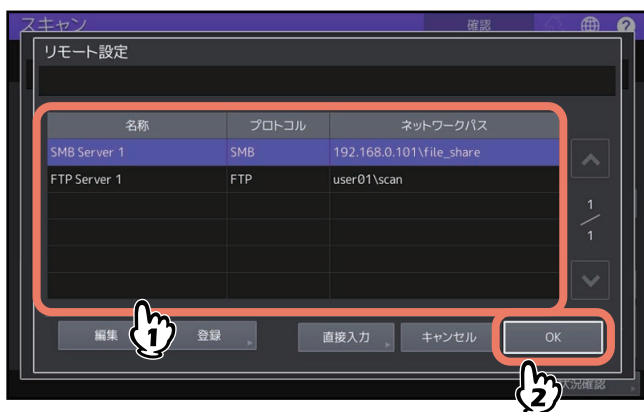 スキャン 確認 ?
リモート設定
名称 プロトコル ネットワークパス
SMB Server 1 SMB 192.168.0.101\file_share
FTP Server 1 FTP user01\scan
1
1
編集 1 登録 直接入力 キャンセル OK
2 状況確認